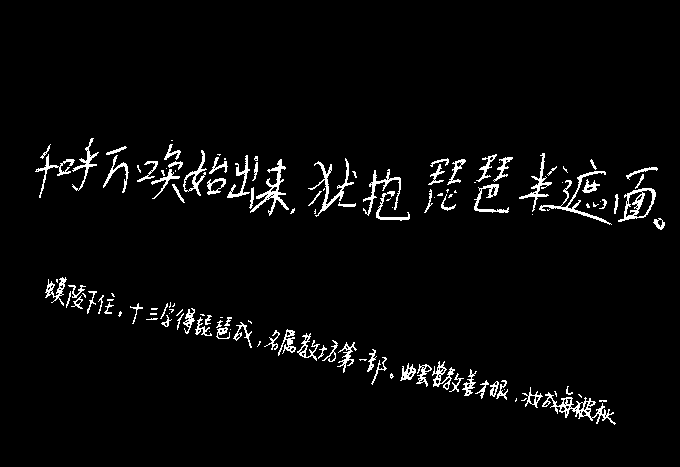 千呼万唤始出来,犹抱琵琶半遮面。
蟆陵下住。十三学得琵琶成,名属教坊第一部。曲罢曾教善才服,妆成每被秋